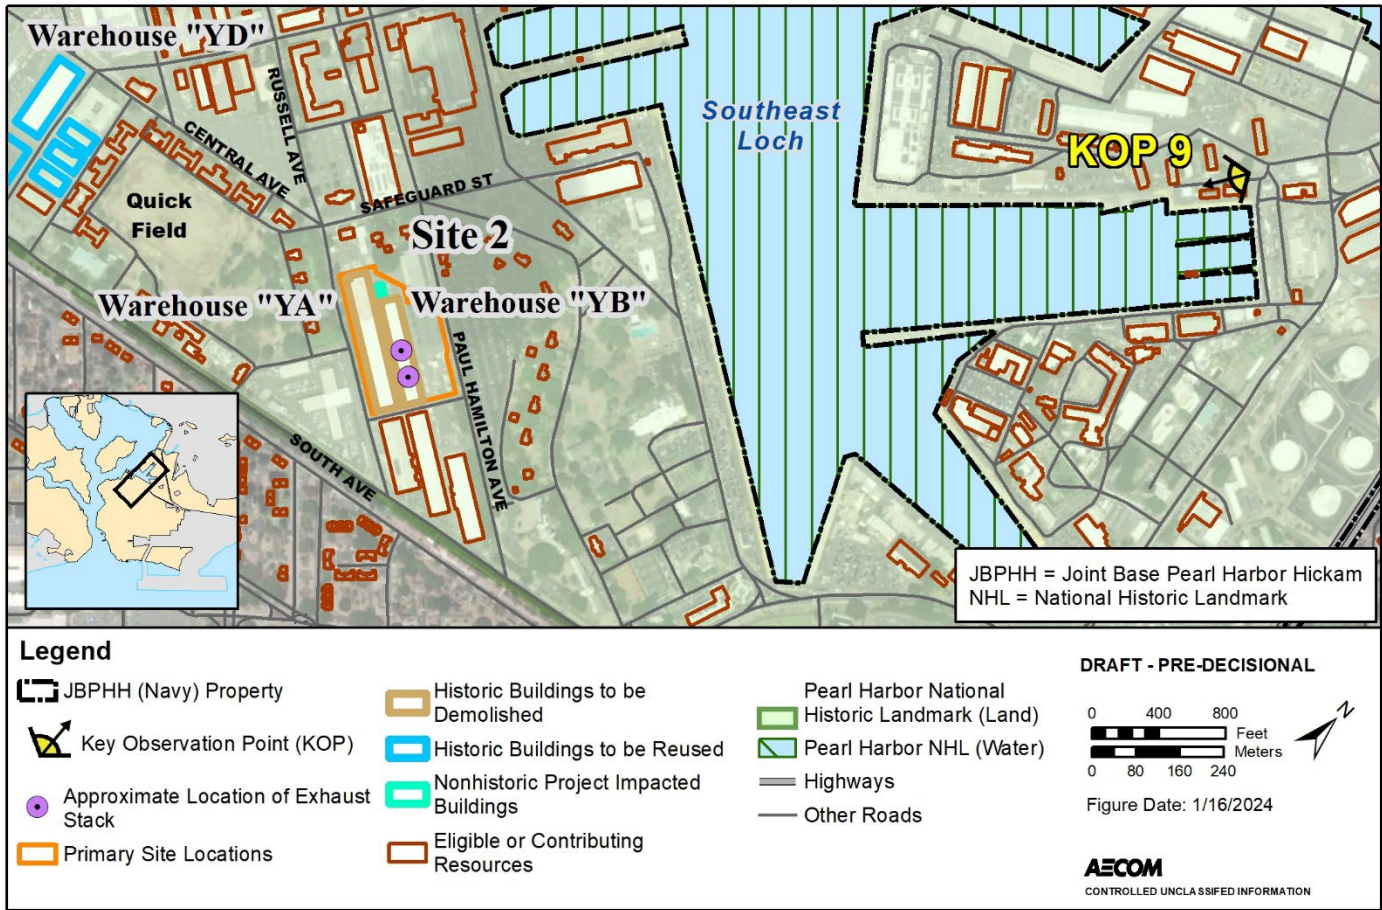 Warehouse "YD"
RUSSELL AVE
CENTRAL AVE
SAFEGUARD ST
Quick
Field
Site 2
Warehouse "YA"
Warehouse "YB"
PAUL HAMILTON AVE
SOUTH AVE
Southeast
Loch
KOP 9
JBPHH = Joint Base Pearl Harbor Hickam
NHL = National Historic Landmark
Legend
JBPHH (Navy) Property
Key Observation Point (KOP)
Approximate Location of Exhaust
Stack
Primary Site Locations
Historic Buildings to be
Demolished
Historic Buildings to be Reused
Nonhistoric Project Impacted
Buildings
Eligible or Contributing
Resources
Pearl Harbor National
Historic Landmark (Land)
Pearl Harbor NHL (Water)
Highways
Other Roads
DRAFT - PRE-DECISIONAL
0 400 800
Feet
Meters
0 80 160 240
N
Figure Date: 1/16/2024
AECOM
CONTROLLED UNCLASSIFED INFORMATION